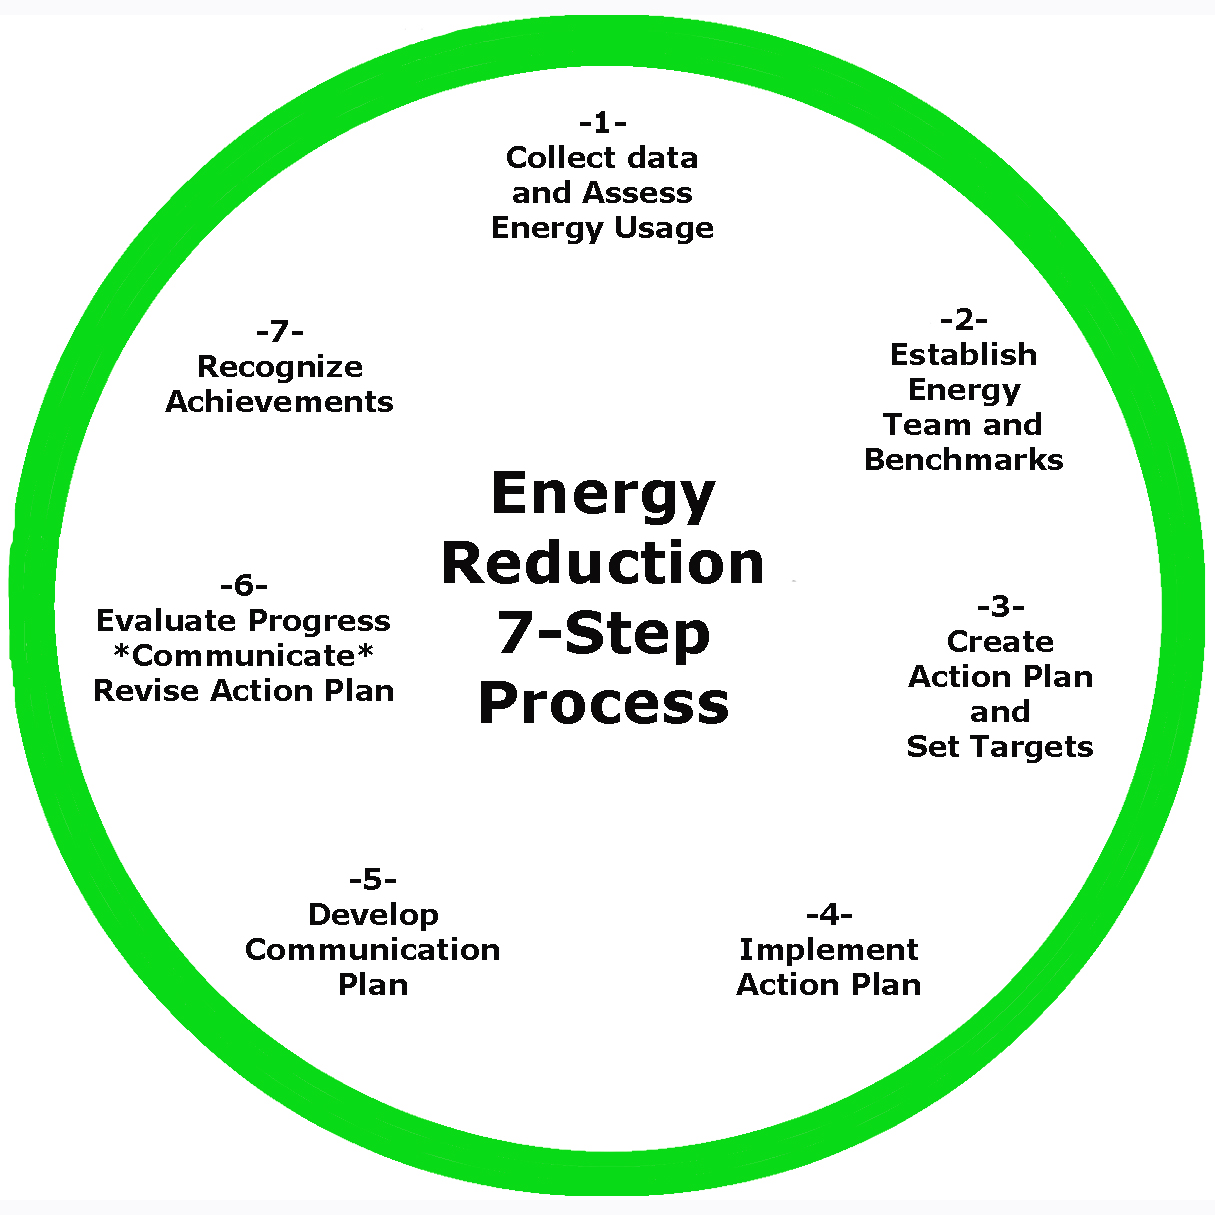 -1-
Collect data
and Assess
Energy Usage
-2-
Establish
Energy
Team and
Benchmarks
-3-
Create
Action Plan
and
Set Targets
-4-
Implement
Action Plan
-5-
Develop
Communication
Plan
-6-
Evaluate Progress
*Communicate*
Revise Action Plan
-7-
Recognize
Achievements
Energy
Reduction
7-Step
Process